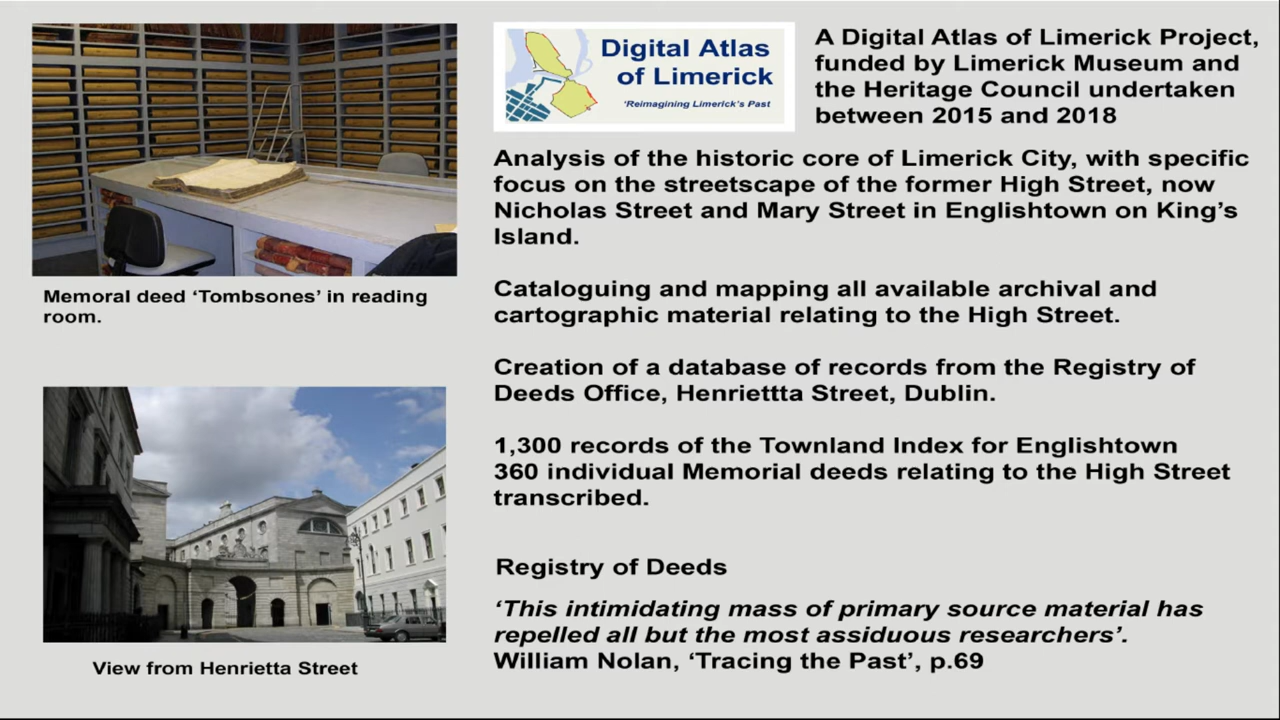 Digital Atlas
of Limerick
‘Reimagining Limerick’s Past
A Digital Atlas of Limerick Project,
funded by Limerick Museum and
the Heritage Council undertaken
between 2015 and 2018
Analysis of the historic core of Limerick City, with specific
focus on the streetscape of the former High Street, now
Nicholas Street and Mary Street in Englishtown on King’s
Island.
Cataloguing and mapping all available archival and
cartographic material relating to the High Street.
Creation of a database of records from the Registry of
Deeds Office, Henriettta Street, Dublin.
1,300 records of the Townland Index for Englishtown
360 individual Memorial deeds relating to the High Street
transcribed.
Registry of Deeds
‘This intimidating mass of primary source material has
repelled all but the most assiduous researchers’.
William Nolan, ‘Tracing the Past’, p.69
Memoral deed ‘Tombsones’ in reading
room.
View from Henrietta Street